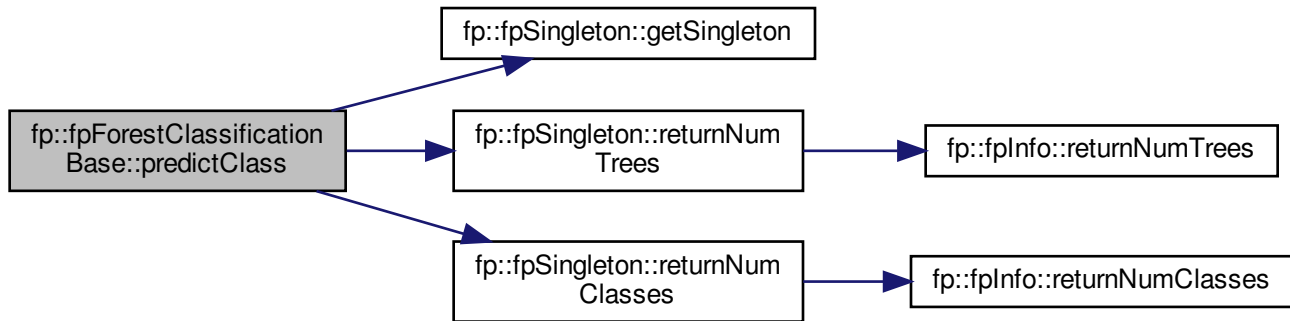 fp::fpSingleton::getSingleton
fp::fpForestClassification
Base::predictClass
fp::fpSingleton::returnNum
Trees
fp::fpInfo::returnNumTrees
fp::fpSingleton::returnNum
Classes
fp::fpInfo::returnNumClasses